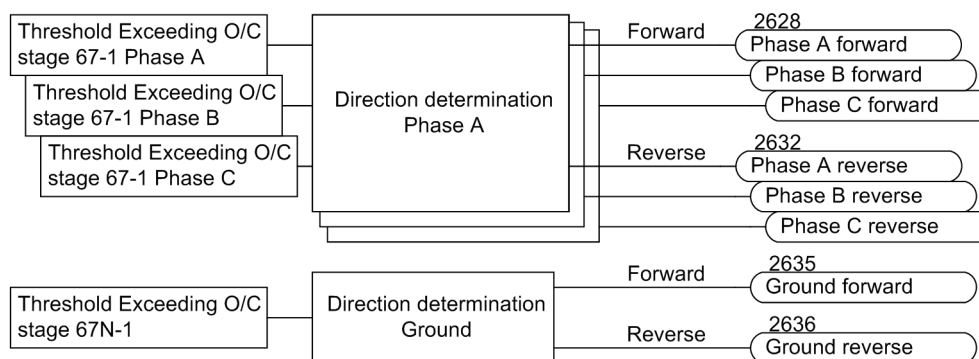 Threshold Exceeding O/C
stage 67-1 Phase A
Threshold Exceeding O/C
stage 67-1 Phase B
Threshold Exceeding O/C
stage 67-1 Phase C
Direction determination
Phase A
Forward
2628
Phase A forward
Phase B forward
Phase C forward
Reverse
2632
Phase A reverse
Phase B reverse
Phase C reverse
Threshold Exceeding O/C
stage 67N-1
Direction determination
Ground
Forward
2635
Ground forward
Reverse
2636
Ground reverse